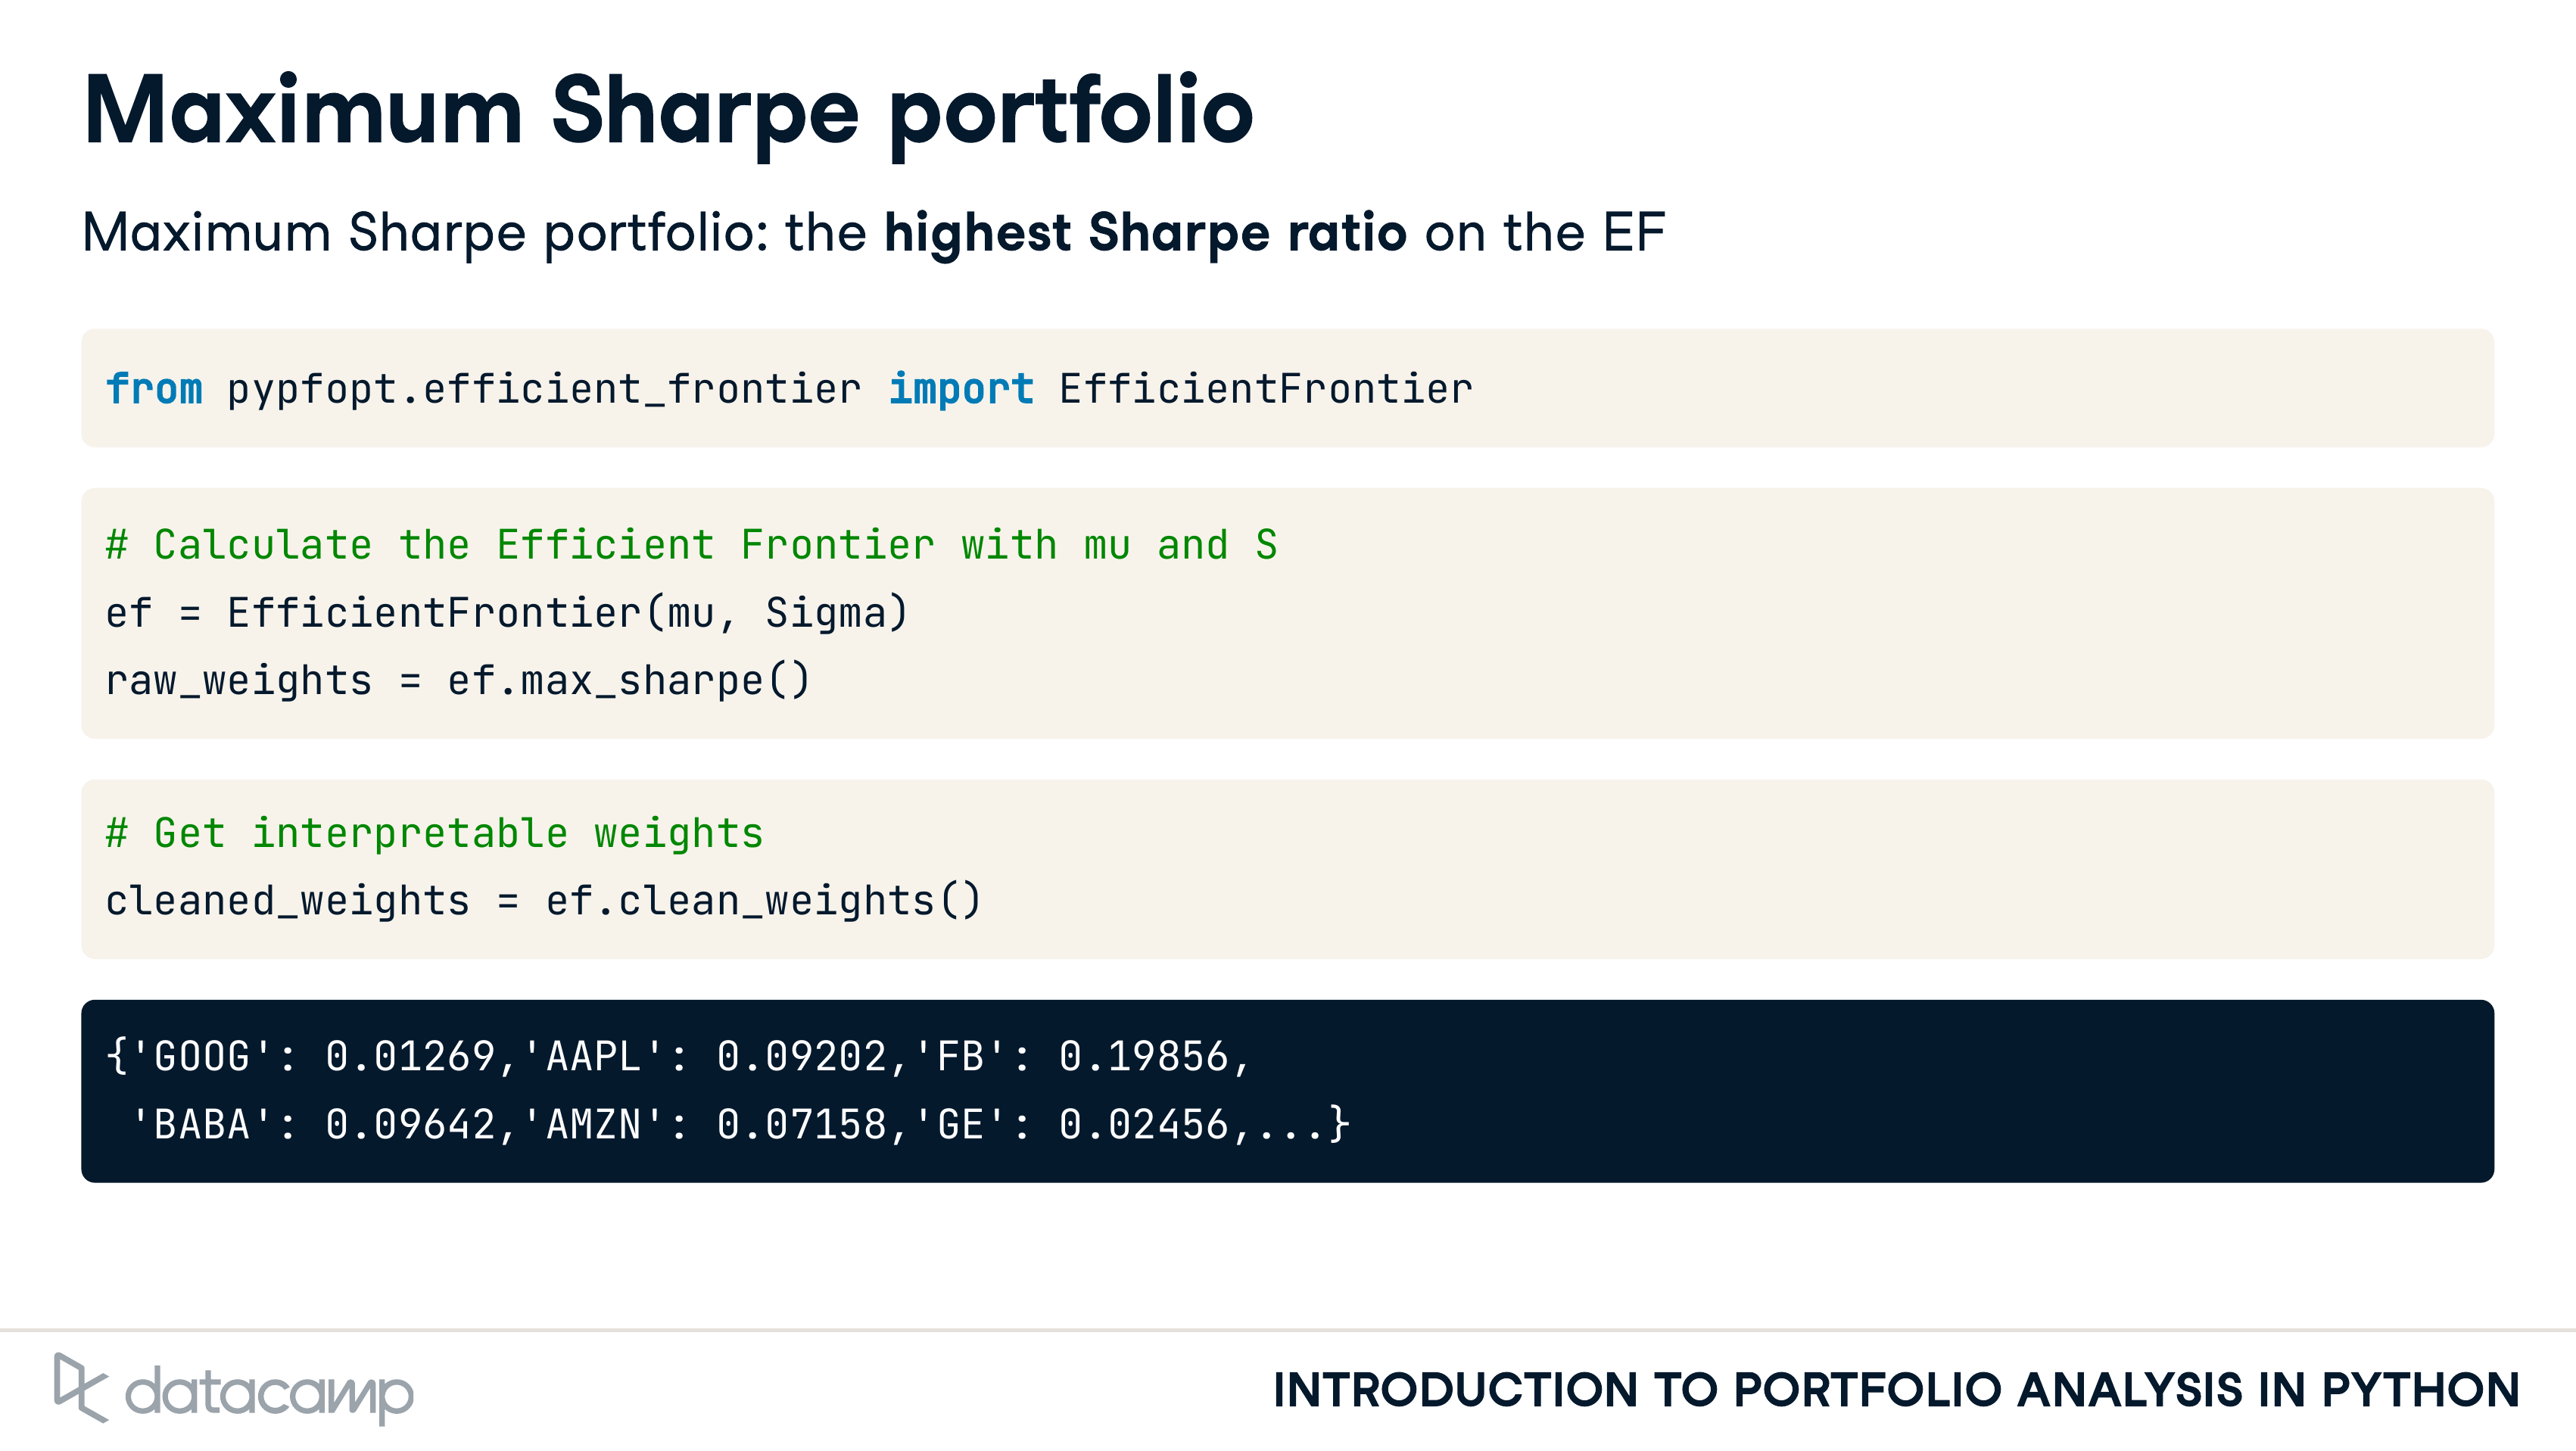 Maximum Sharpe portfolio
Maximum Sharpe portfolio: the highest Sharpe ratio on the EF
from pypfopt.efficient_frontier import EfficientFrontier
# Calculate the Efficient Frontier with mu and S
ef = EfficientFrontier(mu, Sigma)
raw_weights = ef.max_sharpe()
# Get interpretable weights
cleaned_weights = ef.clean_weights()
{'GOOG': 0.01269,'AAPL': 0.09202,'FB': 0.19856,
'BABA': 0.09642,'AMZN': 0.07158,'GE': 0.02456,...}
datacamp
INTRODUCTION TO PORTFOLIO ANALYSIS IN PYTHON